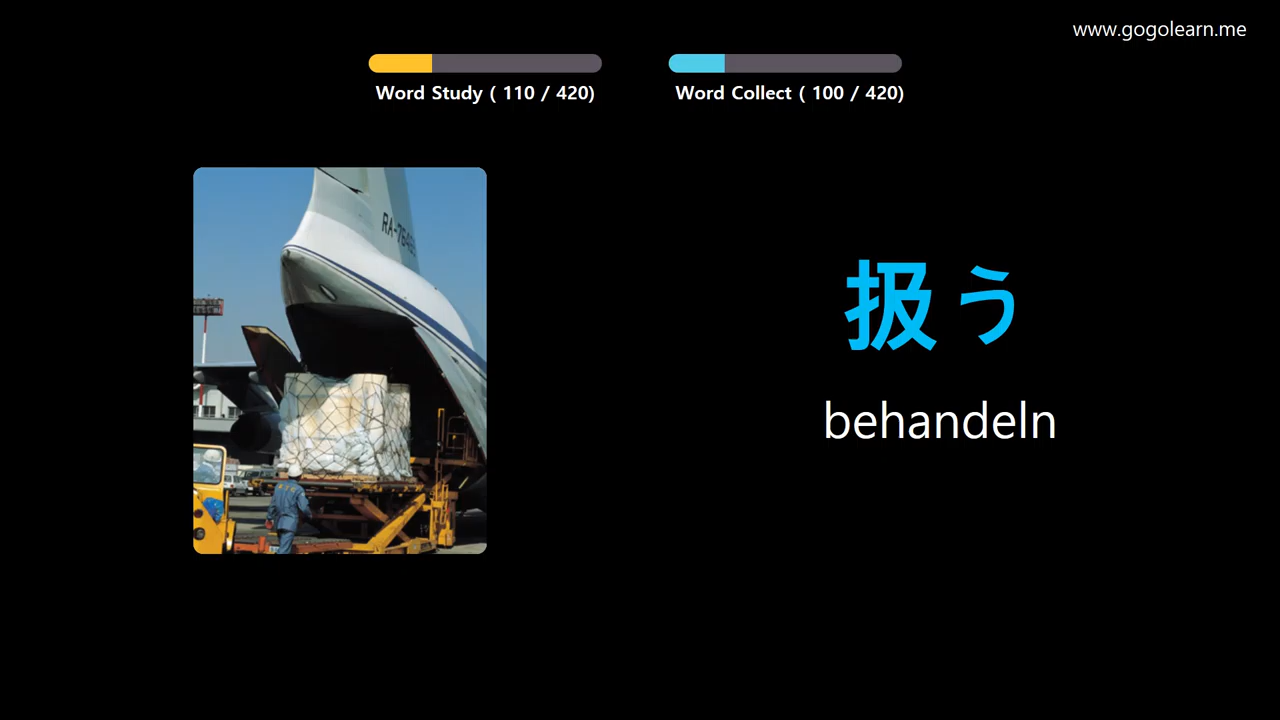 www.gogolearn.me
Word Study ( 110 / 420)
Word Collect ( 100 / 420)
扱う
behandeln